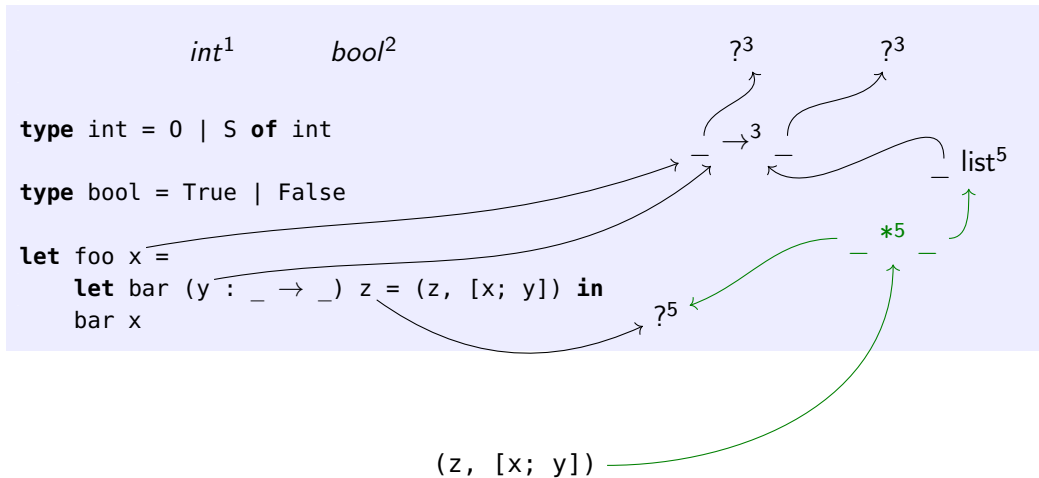 int¹ bool² ?³ ?³
type int = O | S of int
_ →³ _
_ list⁵
type bool = True | False
_ *⁵ _
let foo x =
let bar (y : _ → _) z = (z, [x; y]) in
?⁵
bar x
(z, [x; y])